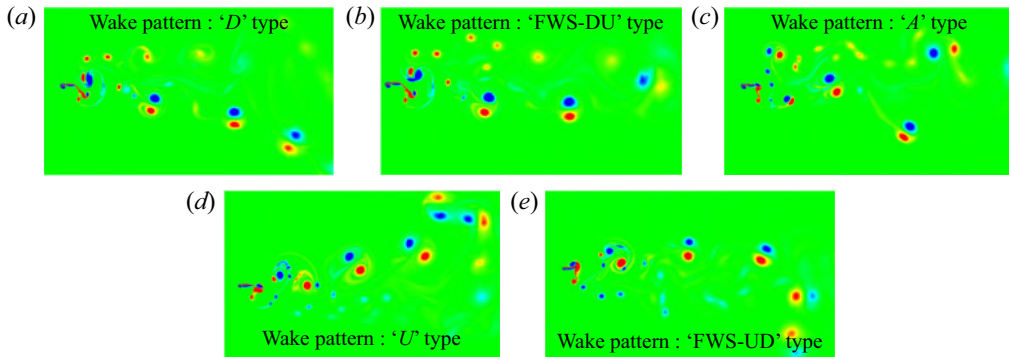 (a) Wake pattern : ‘D’ type
(b) Wake pattern : ‘FWS-DU’ type
(c) Wake pattern : ‘A’ type
(d)
Wake pattern : ‘U’ type
(e)
Wake pattern : ‘FWS-UD’ type